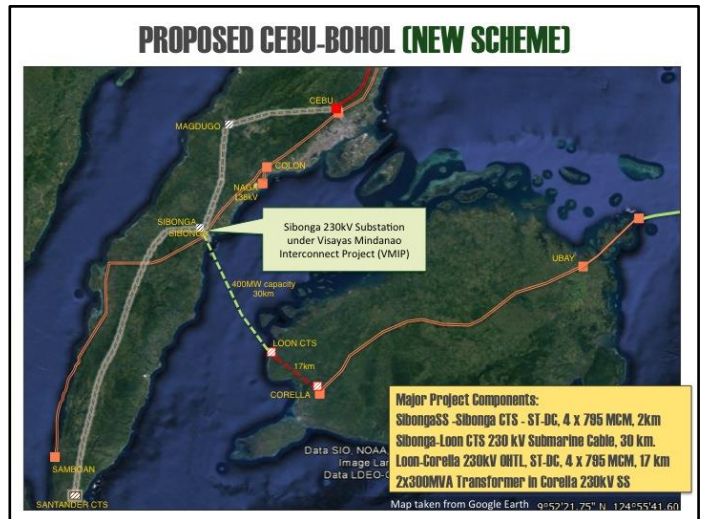 PROPOSED CEBU-BOHOL (NEW SCHEME)
CEBU
MAGDUGO
COLON
NAGA
138kV
SIBONGA
SIBONGA
Sibonga 230kV Substation
under Visayas Mindanao
Interconnect Project (VMIP)
UBAY
400MW capacity
30km
LOON CTS
17km
CORELLA
Major Project Components:
SibongaSS -Sibonga CTS - ST-DC, 4 x 795 MCM, 2km
Sibonga-Loon CTS 230 kV Submarine Cable, 30 km.
Loon-Corella 230kV OHTL, ST-DC, 4 x 795 MCM, 17 km
2x300MVA Transformer in Corella 230kV SS
Data SIO, NOAA,
Image Lan
Data LDEO-C
SAMBOAN
SANTANDER CTS
Map taken from Google Earth 9°52'21.75" N 124°55'41.60